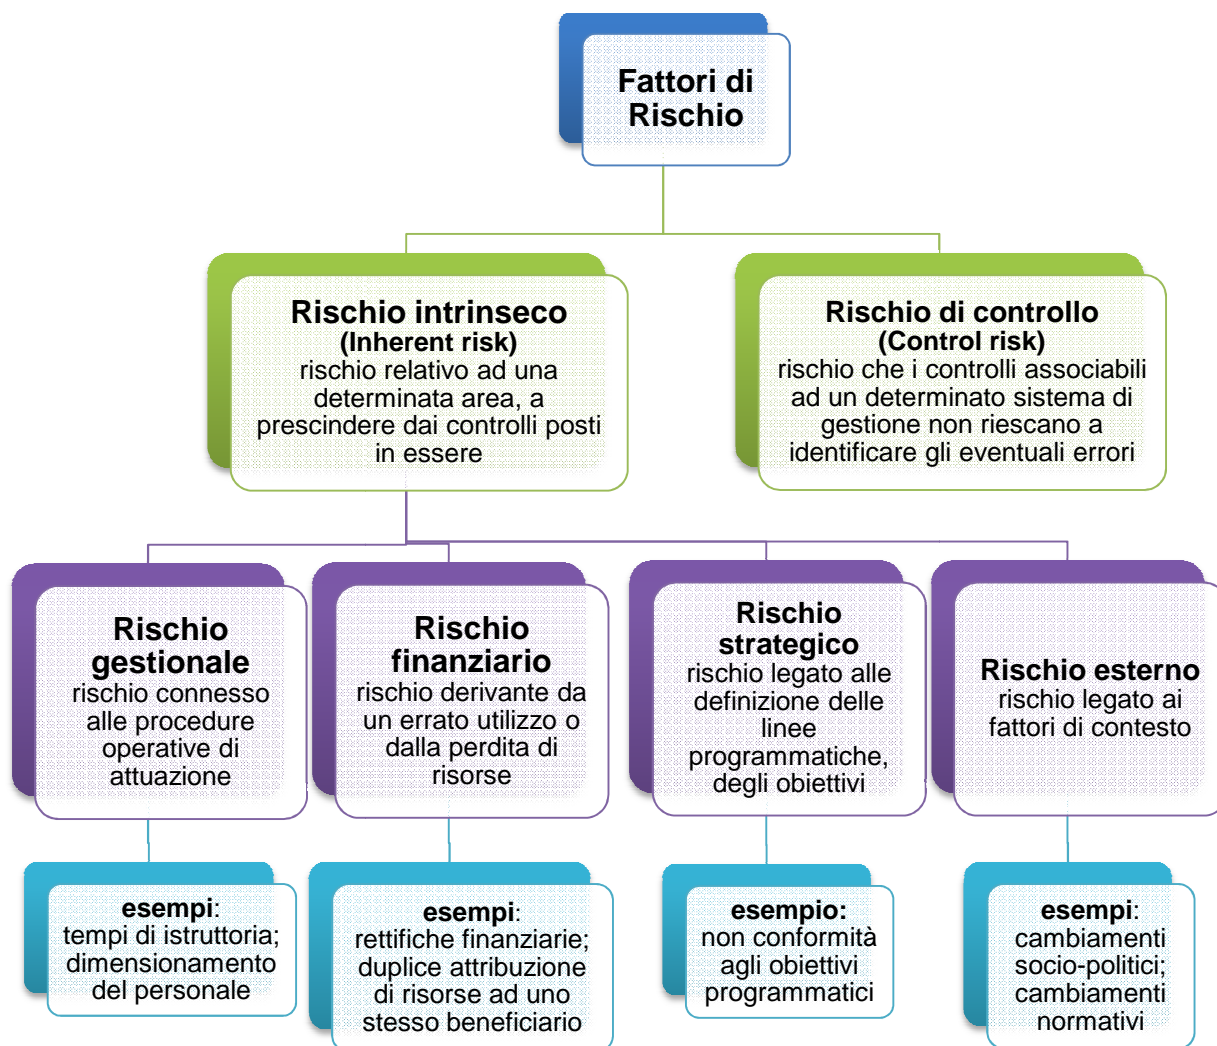 Fattori di
Rischio
Rischio intrinseco
(Inherent risk)
rischio relativo ad una
determinata area, a
prescindere dai controlli posti
in essere
Rischio di controllo
(Control risk)
rischio che i controlli associabili
ad un determinato sistema di
gestione non riescano a
identificare gli eventuali errori
Rischio
gestionale
rischio connesso
alle procedure
operative di
attuazione
Rischio
finanziario
rischio derivante da
un errato utilizzo o
dalla perdita di
risorse
Rischio
strategico
rischio legato alle
definizione delle
linee
programmatiche,
degli obiettivi
Rischio esterno
rischio legato ai
fattori di contesto
esempi:
tempi di istruttoria;
dimensionamento
del personale
esempi:
rettifiche finanziarie;
duplice attribuzione
di risorse ad uno
stesso beneficiario
esempio:
non conformità
agli obiettivi
programmatici
esempi:
cambiamenti
socio-politici;
cambiamenti
normativi